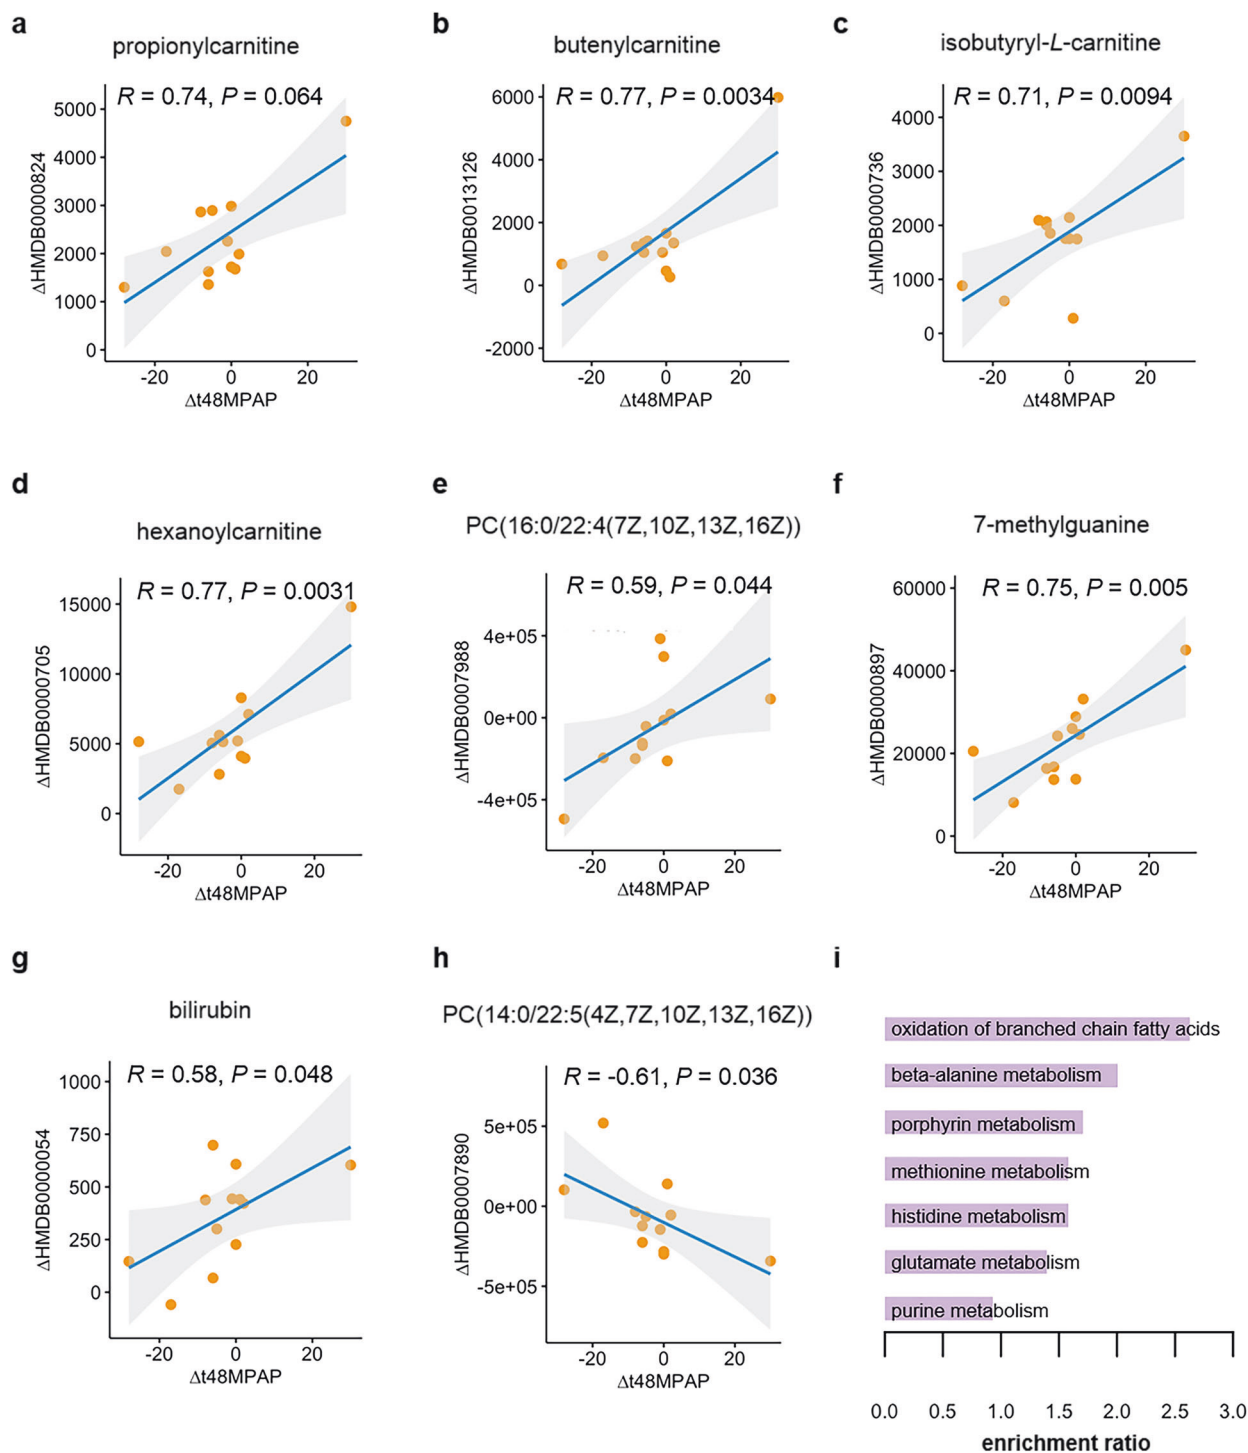 a
propionylcarnitine
R = 0.74, P = 0.064
5000
4000
3000
2000
1000
0
ΔHMDB0000824
-20 0 20
Δt48MPAP
b
butenylcarnitine
R = 0.77, P = 0.0034
6000
4000
2000
0
-2000
ΔHMDB0013126
-20 0 20
Δt48MPAP
c
isobutyryl-L-carnitine
R = 0.71, P = 0.0094
4000
3000
2000
1000
0
ΔHMDB0000736
-20 0 20
Δt48MPAP
d
hexanoylcarnitine
R = 0.77, P = 0.0031
15000
10000
5000
0
ΔHMDB0000705
-20 0 20
Δt48MPAP
e
PC(16:0/22:4(7Z,10Z,13Z,16Z))
R = 0.59, P = 0.044
4e+05
0e+00
-4e+05
ΔHMDB0007988
-20 0 20
Δt48MPAP
f
7-methylguanine
R = 0.75, P = 0.005
60000
40000
20000
0
ΔHMDB0000897
-20 0 20
Δt48MPAP
g
bilirubin
R = 0.58, P = 0.048
1000
750
500
250
0
ΔHMDB0000054
-20 0 20
Δt48MPAP
h
PC(14:0/22:5(4Z,7Z,10Z,13Z,16Z))
R = -0.61, P = 0.036
5e+05
0e+00
-5e+05
ΔHMDB0007890
-20 0 20
Δt48MPAP
i
oxidation of branched chain fatty acids
beta-alanine metabolism
porphyrin metabolism
methionine metabolism
histidine metabolism
glutamate metabolism
purine metabolism
0.0 0.5 1.0 1.5 2.0 2.5 3.0
enrichment ratio